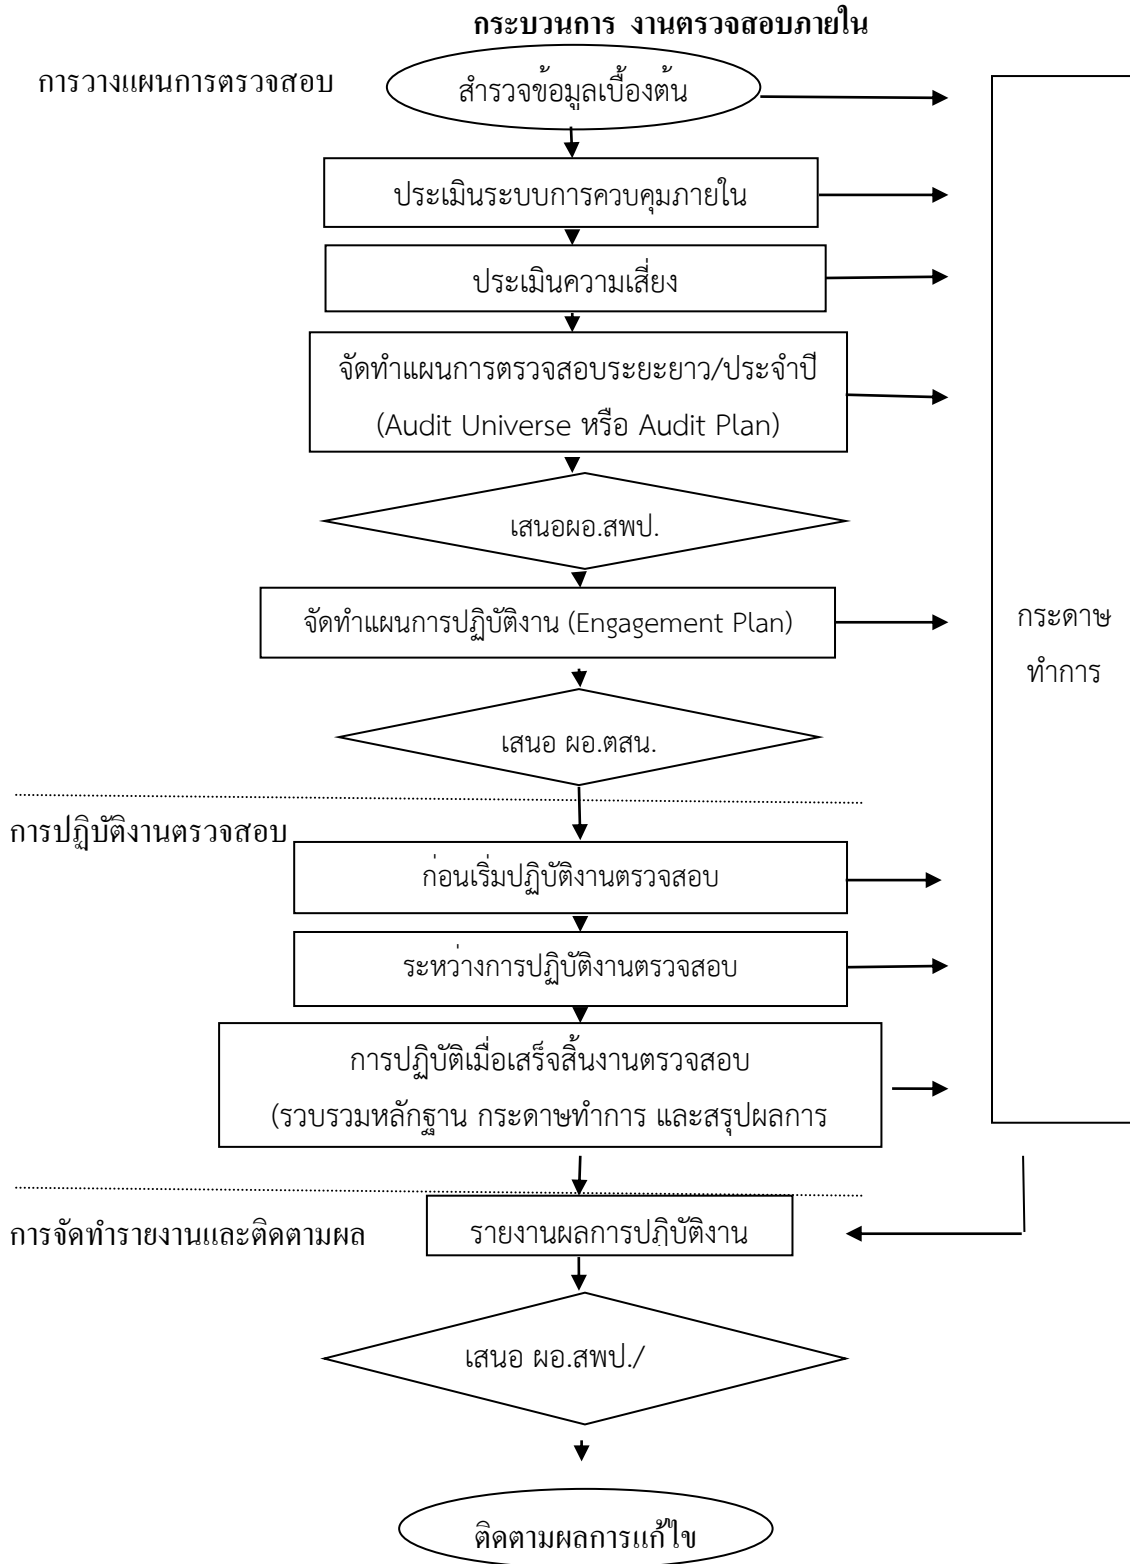 กระบวนการ งานตรวจสอบภายใน
การวางแผนการตรวจสอบ
สำรวจข้อมูลเบื้องต้น
ประเมินระบบการควบคุมภายใน
ประเมินความเสี่ยง
จัดทำแผนการตรวจสอบระยะยาว/ประจำปี
(Audit Universe หรือ Audit Plan)
เสนอผอ.สพป.
จัดทำแผนการปฏิบัติงาน (Engagement Plan)
กระดาษ
ทำการ
เสนอ ผอ.ตสน.
การปฏิบัติงานตรวจสอบ
ก่อนเริ่มปฏิบัติงานตรวจสอบ
ระหว่างการปฏิบัติงานตรวจสอบ
การปฏิบัติเมื่อเสร็จสิ้นงานตรวจสอบ
(รวบรวมหลักฐาน กระดาษทำการ และสรุปผลการ
การจัดทำรายงานและติดตามผล
รายงานผลการปฏิบัติงาน
เสนอ ผอ.สพป./
ติดตามผลการแก้ไข